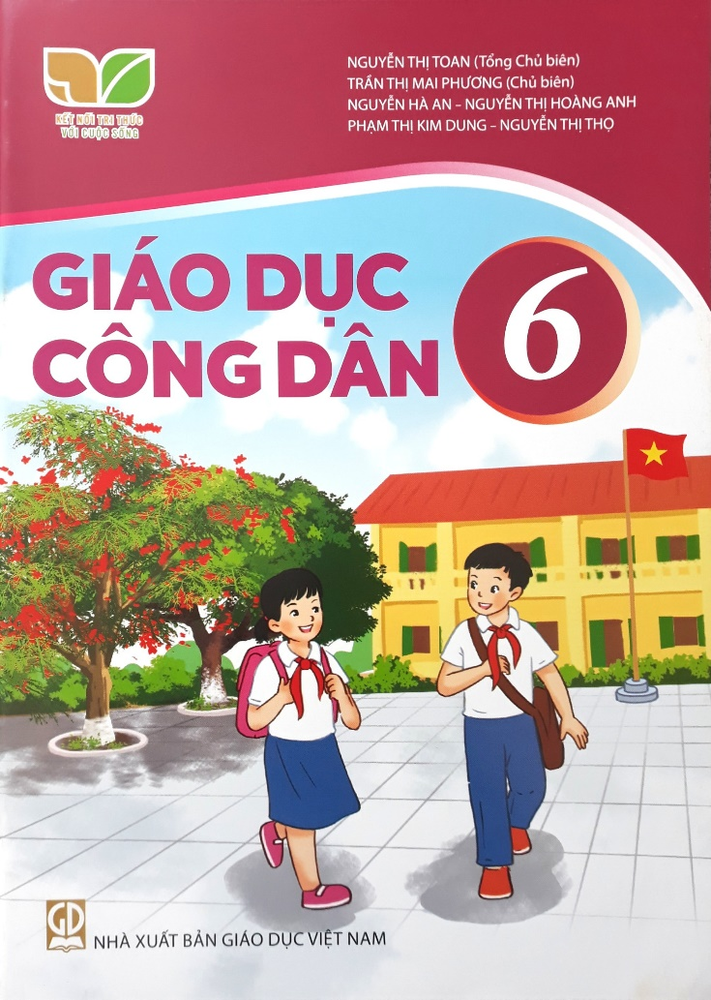 KẾT NỐI TRI THỨC
VỚI CUỘC SỐNG
NGUYỄN THỊ TOAN (Tổng Chủ biên)
TRẦN THỊ MAI PHƯƠNG (Chủ biên)
NGUYỄN HÀ AN – NGUYỄN THỊ HOÀNG ANH
PHẠM THỊ KIM DUNG – NGUYỄN THỊ THỌ
GIÁO DỤC
CÔNG DÂN
6
GD
NHÀ XUẤT BẢN GIÁO DỤC VIỆT NAM